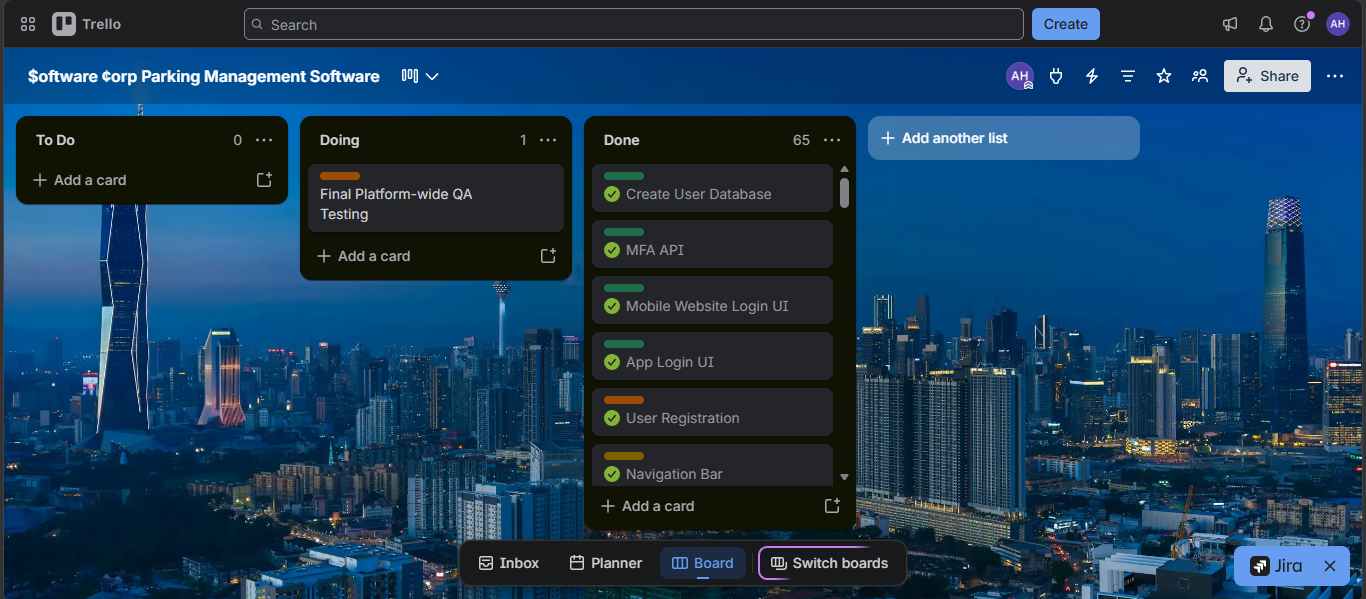 Trello
Search
Create
AH
$oftware ¢orp Parking Management Software
AH
Share
To Do 0
Add a card
Doing 1
Final Platform-wide QA
Testing
Add a card
Done 65
Create User Database
MFA API
Mobile Website Login UI
App Login UI
User Registration
Navigation Bar
Add a card
Add another list
Inbox
Planner
Board
Switch boards
Jira